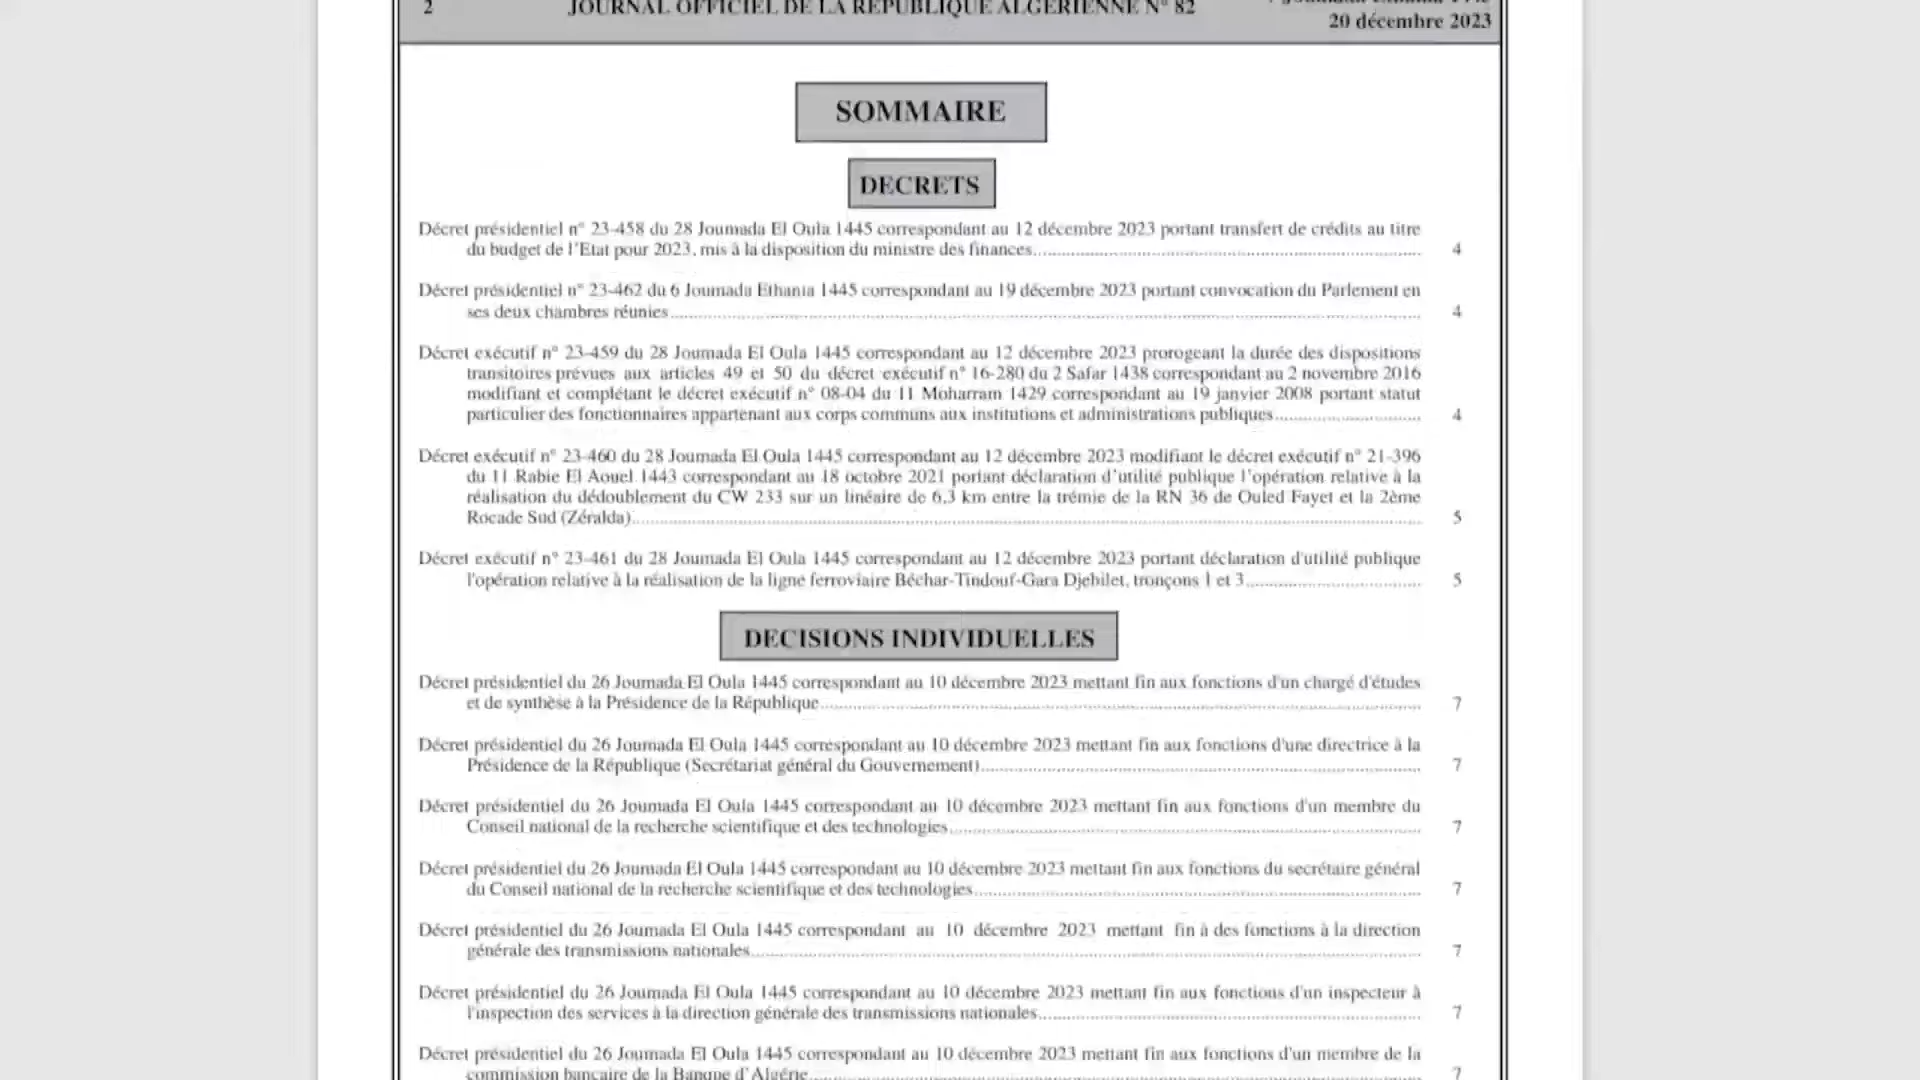 2
JOURNAL OFFICIEL DE LA REPUBLIQUE ALGERIENNE N° 82
20 décembre 2023
SOMMAIRE
DECRETS
Décret présidentiel n° 23-458 du 28 Joumada El Oula 1445 correspondant au 12 décembre 2023 portant transfert de crédits au titre
du budget de l'Etat pour 2023, mis à la disposition du ministre des finances.......... 4
Décret présidentiel n° 23-462 du 6 Joumada Ethania 1445 correspondant au 19 décembre 2023 portant convocation du Parlement en
ses deux chambres réunies.......... 4
Décret exécutif n° 23-459 du 28 Joumada El Oula 1445 correspondant au 12 décembre 2023 prorogeant la durée des dispositions
transitoires prévues aux articles 49 et 50 du décret exécutif n° 16-280 du 2 Safar 1438 correspondant au 2 novembre 2016
modifiant et complétant le décret exécutif n° 08-04 du 11 Moharram 1429 correspondant au 19 janvier 2008 portant statut
particulier des fonctionnaires appartenant aux corps communs aux institutions et administrations publiques.......... 4
Décret exécutif n° 23-460 du 28 Joumada El Oula 1445 correspondant au 12 décembre 2023 modifiant le décret exécutif n° 21-396
du 11 Rabie El Aouel 1443 correspondant au 18 octobre 2021 portant déclaration d'utilité publique l'opération relative à la
réalisation du dédoublement du CW 233 sur un linéaire de 6,3 km entre la trémie de la RN 36 de Ouled Fayet et la 2ème
Rocade Sud (Zéralda).......... 5
Décret exécutif n° 23-461 du 28 Joumada El Oula 1445 correspondant au 12 décembre 2023 portant déclaration d'utilité publique
l'opération relative à la réalisation de la ligne ferroviaire Béchar-Tindouf-Gara Djebilet, tronçons 1 et 3.......... 5
DECISIONS INDIVIDUELLES
Décret présidentiel du 26 Joumada El Oula 1445 correspondant au 10 décembre 2023 mettant fin aux fonctions d'un chargé d'études
et de synthèse à la Présidence de la République.......... 7
Décret présidentiel du 26 Joumada El Oula 1445 correspondant au 10 décembre 2023 mettant fin aux fonctions d'une directrice à la
Présidence de la République (Secrétariat général du Gouvernement).......... 7
Décret présidentiel du 26 Joumada El Oula 1445 correspondant au 10 décembre 2023 mettant fin aux fonctions d'un membre du
Conseil national de la recherche scientifique et des technologies.......... 7
Décret présidentiel du 26 Joumada El Oula 1445 correspondant au 10 décembre 2023 mettant fin aux fonctions du secrétaire général
du Conseil national de la recherche scientifique et des technologies.......... 7
Décret présidentiel du 26 Joumada El Oula 1445 correspondant au 10 décembre 2023 mettant fin à des fonctions à la direction
générale des transmissions nationales.......... 7
Décret présidentiel du 26 Joumada El Oula 1445 correspondant au 10 décembre 2023 mettant fin aux fonctions d'un inspecteur à
l'inspection des services à la direction générale des transmissions nationales.......... 7
Décret présidentiel du 26 Joumada El Oula 1445 correspondant au 10 décembre 2023 mettant fin aux fonctions d'un membre de la
commission bancaire de la Banque d'Algérie.......... 7